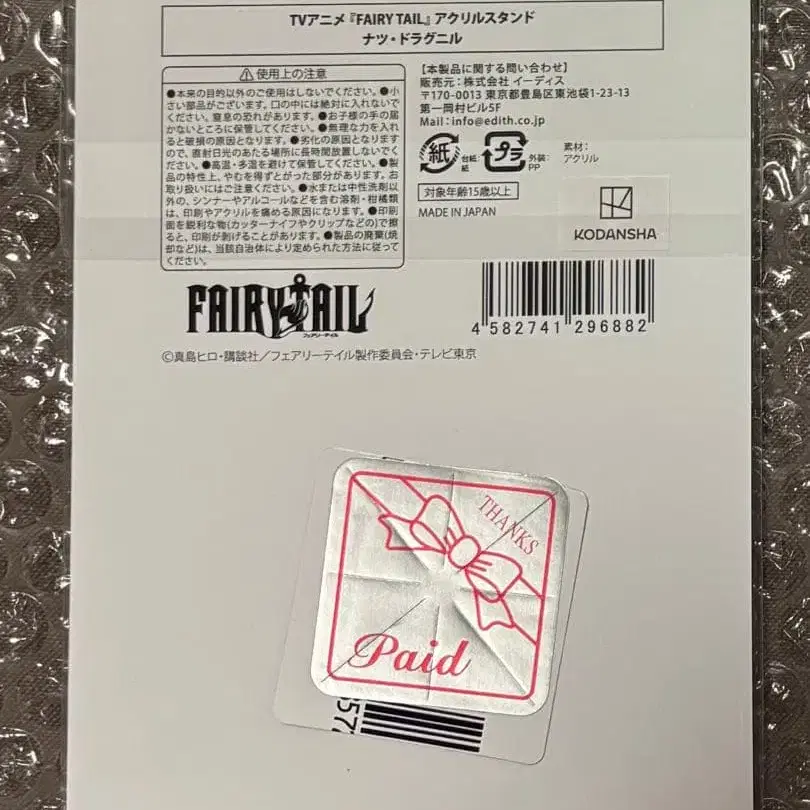 TVアニメ『FAIRY TAIL』アクリルスタンド
ナツ・ドラグニル
⚠使用上の注意
●本来の目的以外のご使用はしないでください。●小
さい部品がございます。口の中には絶対に入れないで
ください。窒息の恐れがあります。●お子様の手の届
かないところに保管してください。●無理な力を入れ
ると破損の原因となります。●劣化の原因となります
ので、直射日光のあたる場所に長時間放置しないでくだ
さい。●高温・多湿を避けて保管してください。●製
品の特性上、やむを得ずとがった部分があります。お
取り扱いにはご注意ください。●水または中性洗剤以
外の、シンナーやアルコールなどを含む溶剤・柑橘類
は、印刷やアクリルを痛める原因になります。●印刷
面を鋭利な物(カッターナイフやクリップなどの)で擦
ると、印刷が剥げることがあります。●製品の廃棄(焼
却など)は、当該自治体により定められた方法に従って
ください。
【本製品に関する問い合わせ】
販売元:株式会社 イーディス
〒170-0013 東京都豊島区東池袋1-23-13
第一岡村ビル5F
Mail:info@edith.co.jp
紙 台紙:紙
プラ 外装:PP
素材:
アクリル
対象年齢15歳以上
MADE IN JAPAN
KODANSHA
FAIRY TAIL
フェアリーテイル
4 582741 296882
©真島ヒロ・講談社/フェアリーテイル製作委員会・テレビ東京
THANKS
Paid